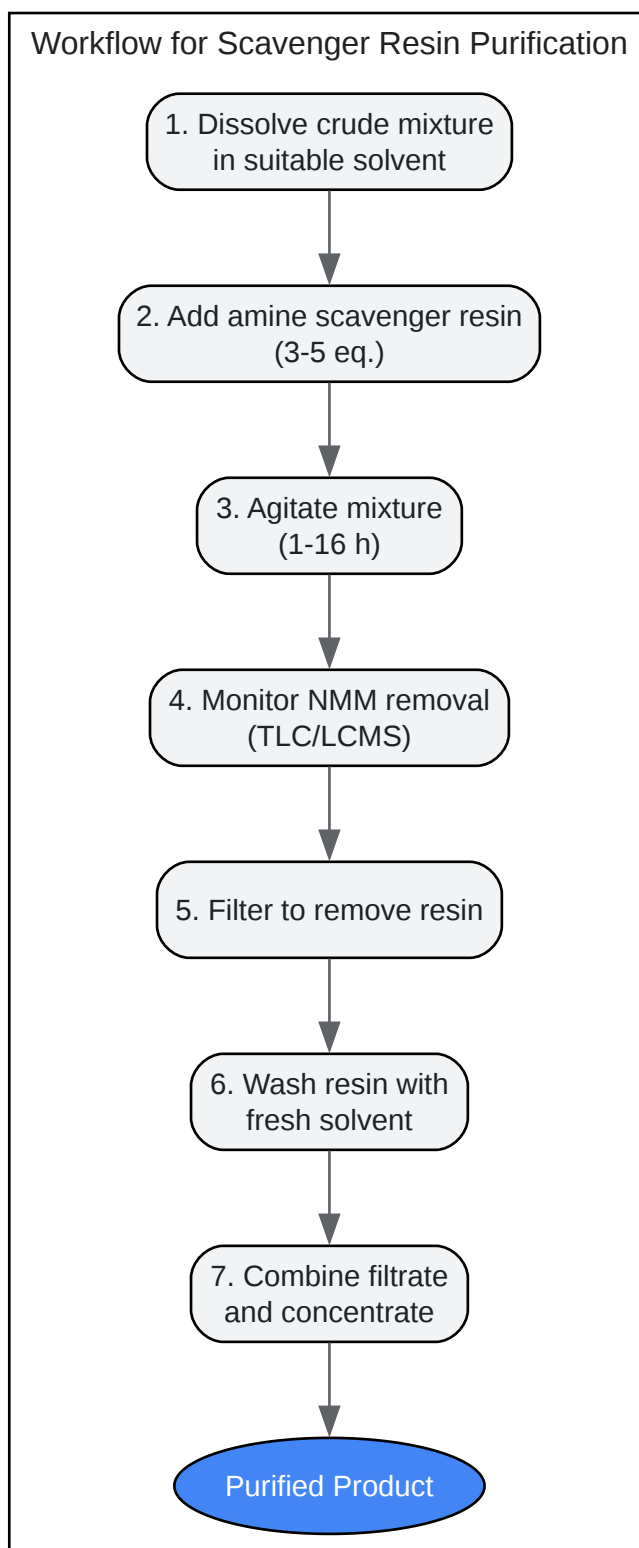 Workflow for Scavenger Resin Purification
1. Dissolve crude mixture
in suitable solvent
2. Add amine scavenger resin
(3-5 eq.)
3. Agitate mixture
(1-16 h)
4. Monitor NMM removal
(TLC/LCMS)
5. Filter to remove resin
6. Wash resin with
fresh solvent
7. Combine filtrate
and concentrate
Purified Product